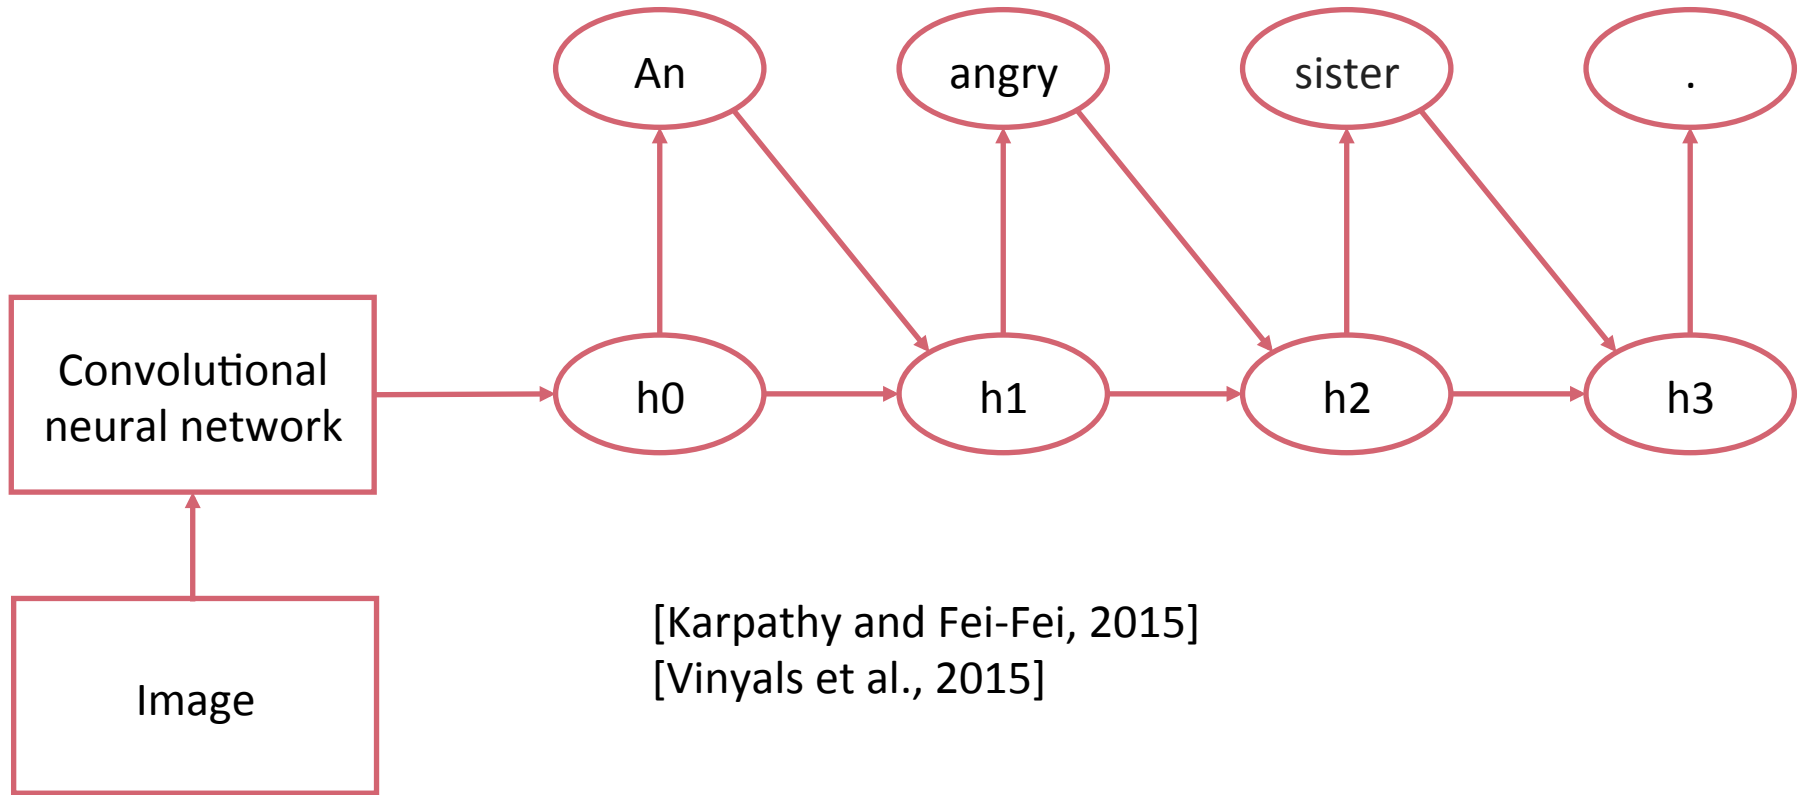 An
angry
sister
.
Convolutional
neural network
h0
h1
h2
h3
Image
[Karpathy and Fei-Fei, 2015]
[Vinyals et al., 2015]